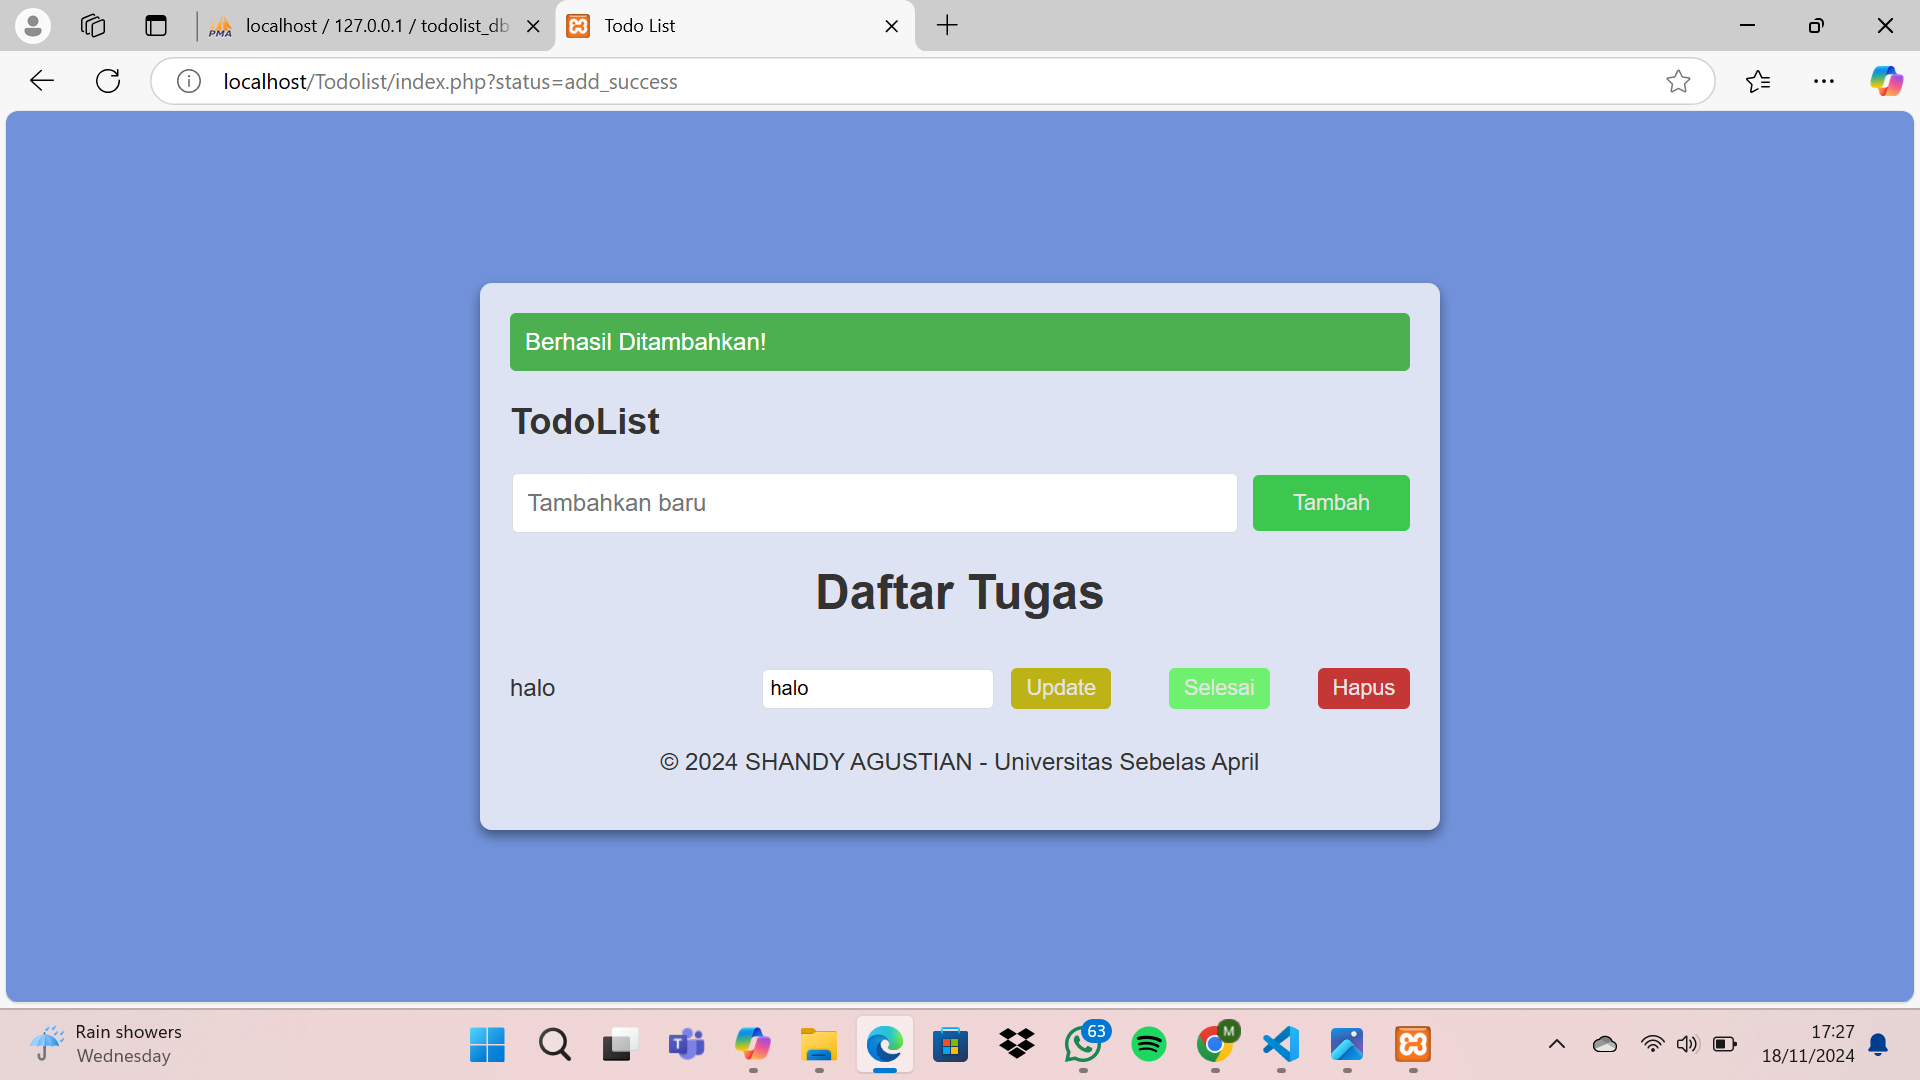 PMA
localhost / 127.0.0.1 / todolist_db
Todo List
localhost/Todolist/index.php?status=add_success
Berhasil Ditambahkan!
TodoList
Tambahkan baru
Tambah
Daftar Tugas
halo
halo
Update
Selesai
Hapus
© 2024 SHANDY AGUSTIAN - Universitas Sebelas April
Rain showers
Wednesday
T
63
M
17:27
18/11/2024